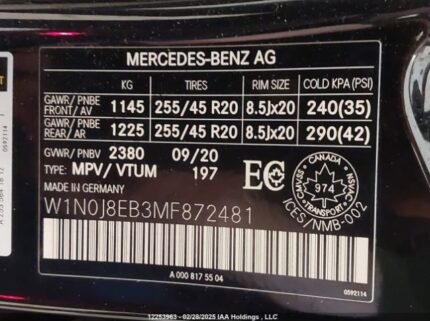 MERCEDES-BENZ AG
KG TIRES RIM SIZE COLD KPA (PSI)
GAWR/ PNBE FRONT/ AV 1145 255/45 R20 8.5Jx20 240(35)
GAWR/ PNBE REAR/ AR 1225 255/45 R20 8.5Jx20 290(42)
GVWR/ PNBV 2380 09/20
TYPE: MPV/ VTUM 197
MADE IN GERMANY
EC
CANADA
974
TRANSPORT
ICES/NMB-002
W1N0J8EB3MF872481
A 000 817 55 04
0592114
0592114
12253963 - 02/28/2025 IAA Holdings , LLC